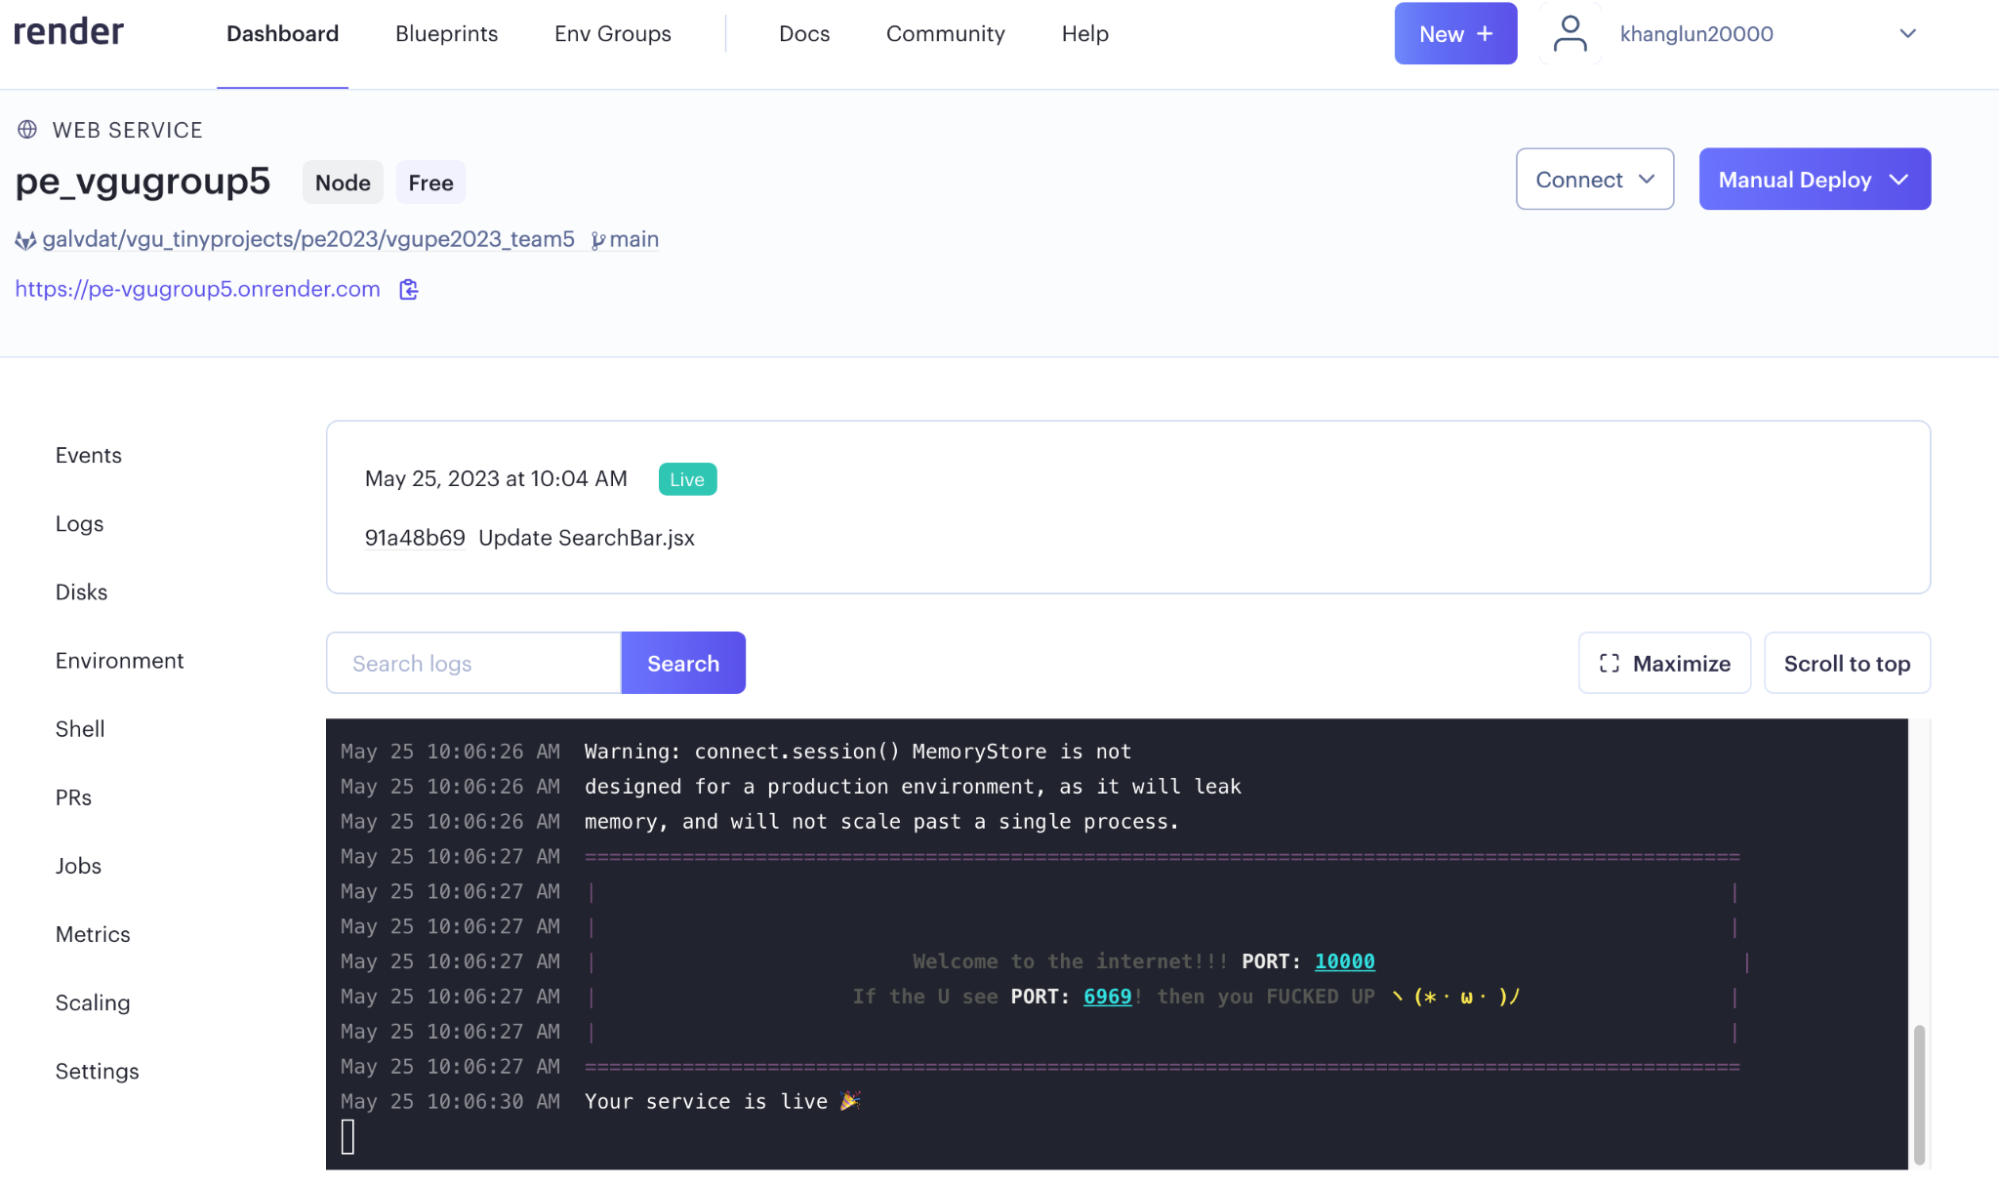 render Dashboard Blueprints Env Groups Docs Community Help New + khanglun20000
WEB SERVICE
pe_vgugroup5 Node Free
Connect Manual Deploy
galvdat/vgu_tinyprojects/pe2023/vgupe2023_team5 main
https://pe-vgugroup5.onrender.com
Events
Logs
Disks
Environment
Shell
PRs
Jobs
Metrics
Scaling
Settings
May 25, 2023 at 10:04 AM Live
91a48b69 Update SearchBar.jsx
Search logs Search Maximize Scroll to top
May 25 10:06:26 AM Warning: connect.session() MemoryStore is not
May 25 10:06:26 AM designed for a production environment, as it will leak
May 25 10:06:26 AM memory, and will not scale past a single process.
May 25 10:06:27 AM ===============================================================================================
May 25 10:06:27 AM | |
May 25 10:06:27 AM | |
May 25 10:06:27 AM | Welcome to the internet!!! PORT: 10000 |
May 25 10:06:27 AM | If the U see PORT: 6969! then you FUCKED UP ヽ(*・ω・)ﾉ |
May 25 10:06:27 AM | |
May 25 10:06:27 AM ===============================================================================================
May 25 10:06:30 AM Your service is live 🎉